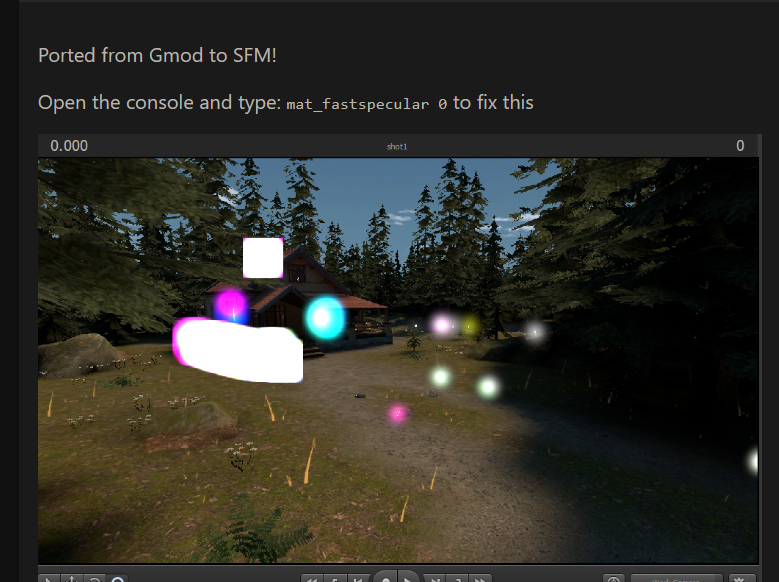 Ported from Gmod to SFM!
Open the console and type: mat_fastspecular 0 to fix this
0.000 shot1 0